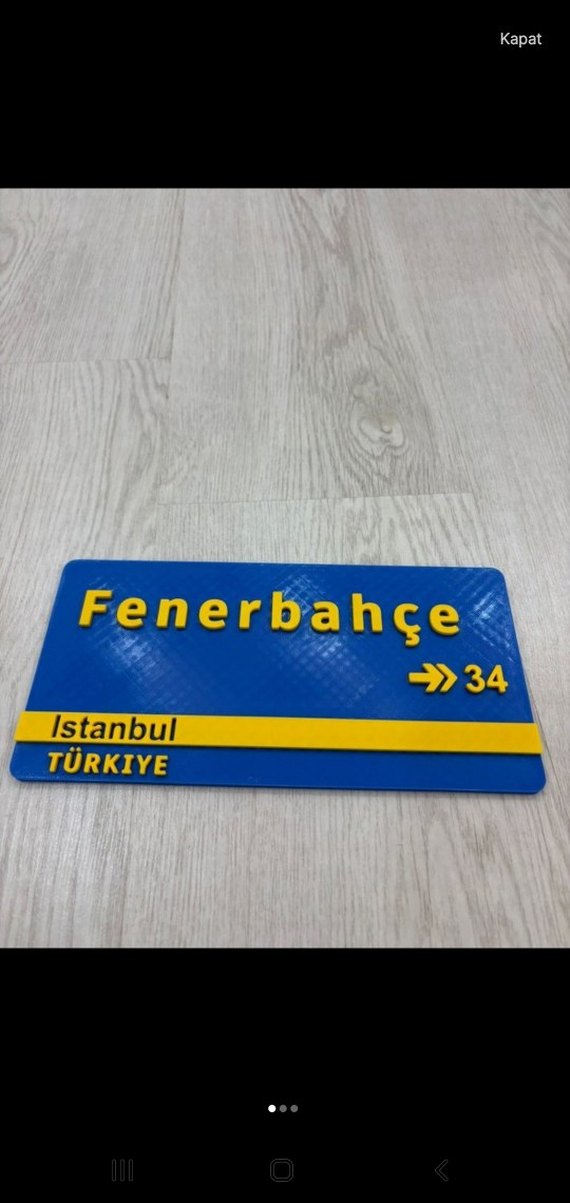 Kapat
Fenerbahçe
34
Istanbul
TÜRKIYE